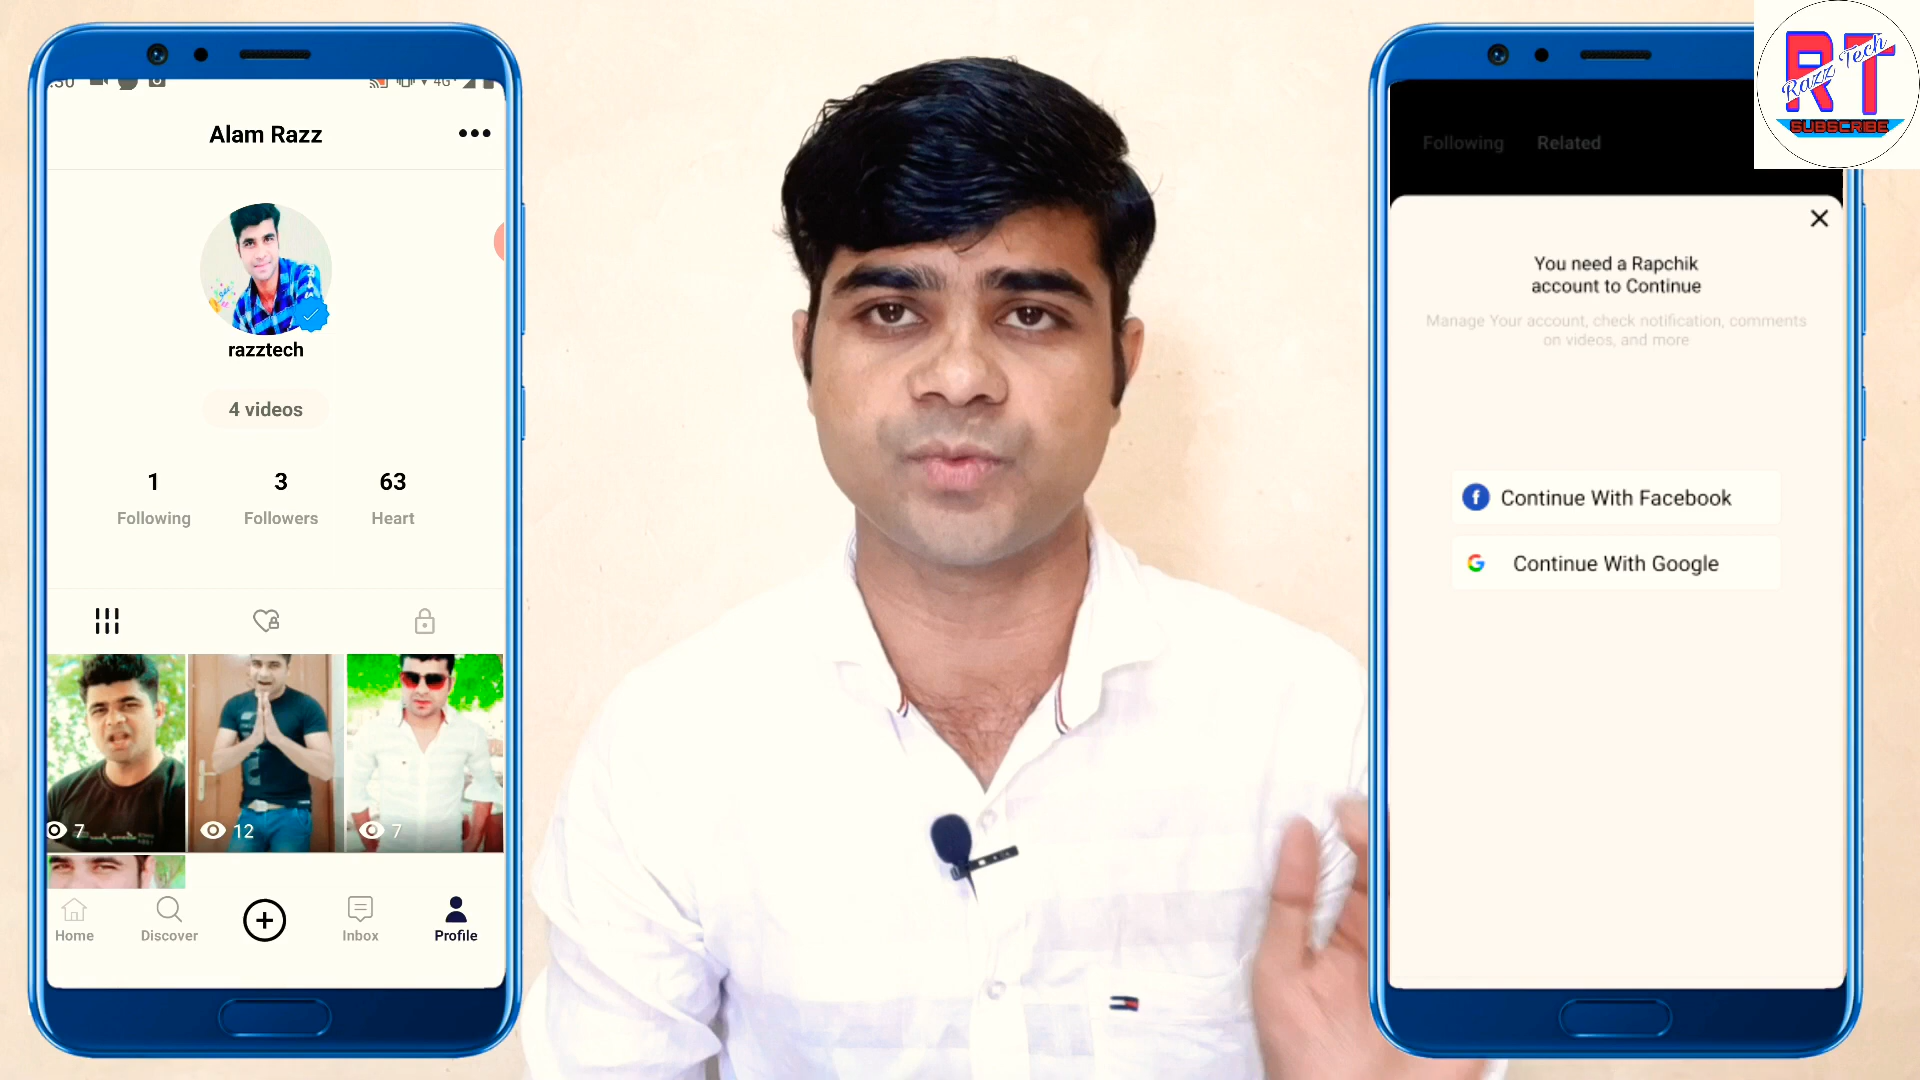 :30
4G
Alam Razz
razztech
4 videos
1
3
63
Following
Followers
Heart
7
12
7
Home
Discover
Inbox
Profile
RT
Razz Tech
SUBSCRIBE
Following
Related
You need a Rapchik
account to Continue
Manage Your account, check notification, comments
on videos, and more
f
Continue With Facebook
G
Continue With Google